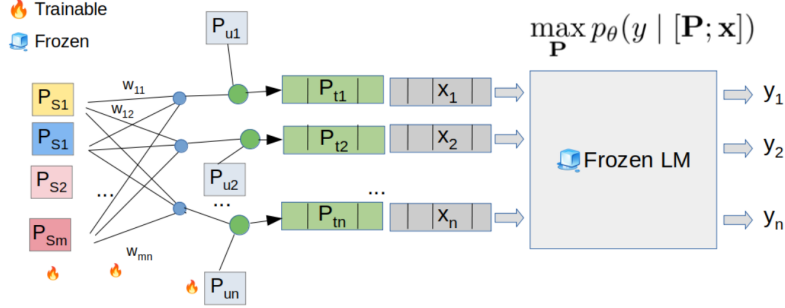 Trainable
Frozen
P_u1
max_P p_θ(y | [P; x])
P_S1
w_11
w_12
P_t1
x_1
y_1
P_S1
P_t2
x_2
Frozen LM
y_2
P_S2
...
P_u2
...
...
P_Sm
P_tn
x_n
y_n
w_mn
P_un